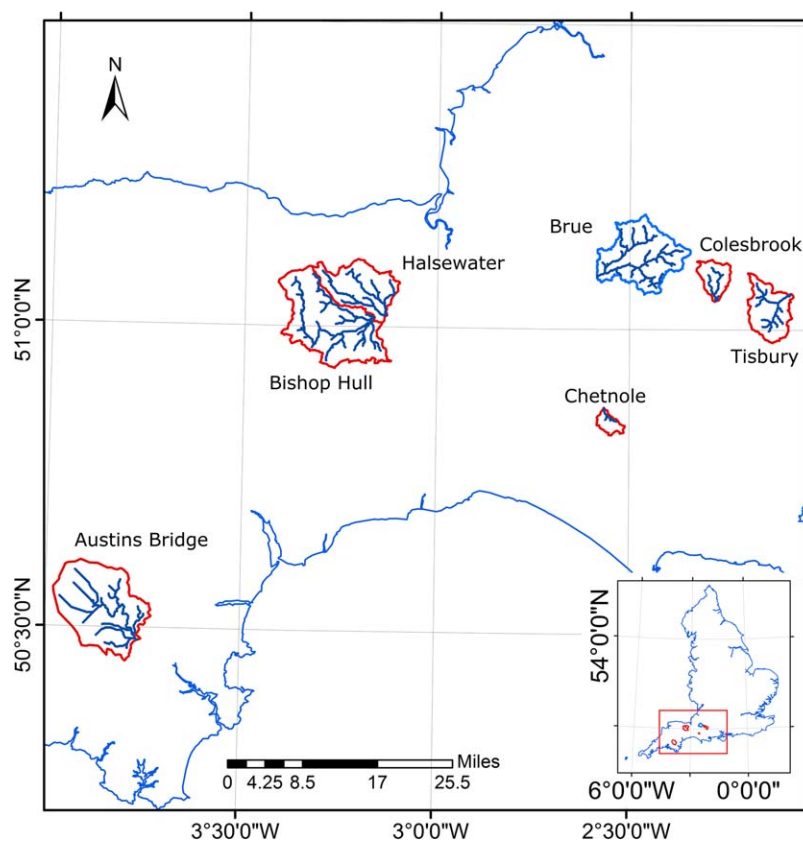 N
Brue
Halsewater
Colesbrook
51°0'0"N
Tisbury
Bishop Hull
Chetnole
Austins Bridge
50°30'0"N
54°0'0"N
Miles
0 4.25 8.5 17 25.5
6°0'0"W 0°0'0"
3°30'0"W 3°0'0"W 2°30'0"W